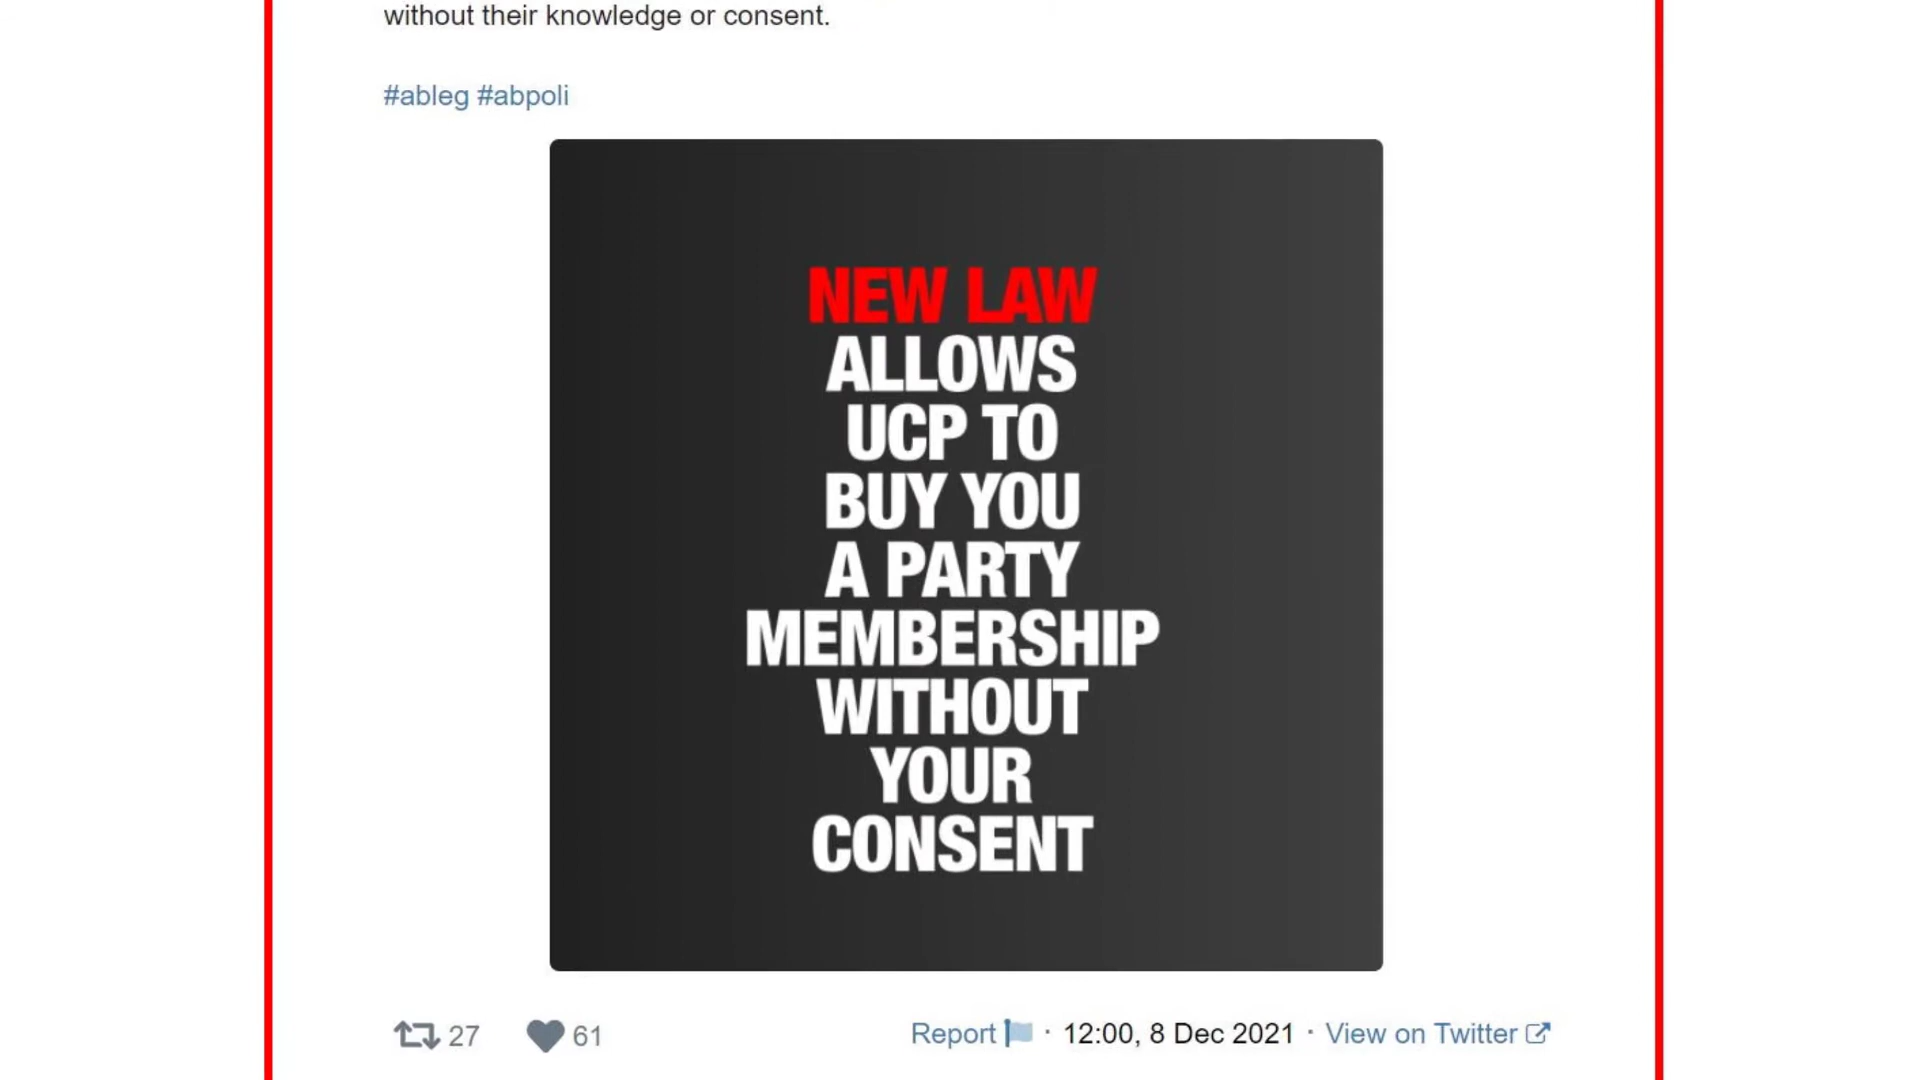 without their knowledge or consent.
#ableg #abpoli
NEW LAW
ALLOWS
UCP TO
BUY YOU
A PARTY
MEMBERSHIP
WITHOUT
YOUR
CONSENT
27 61 Report · 12:00, 8 Dec 2021 · View on Twitter